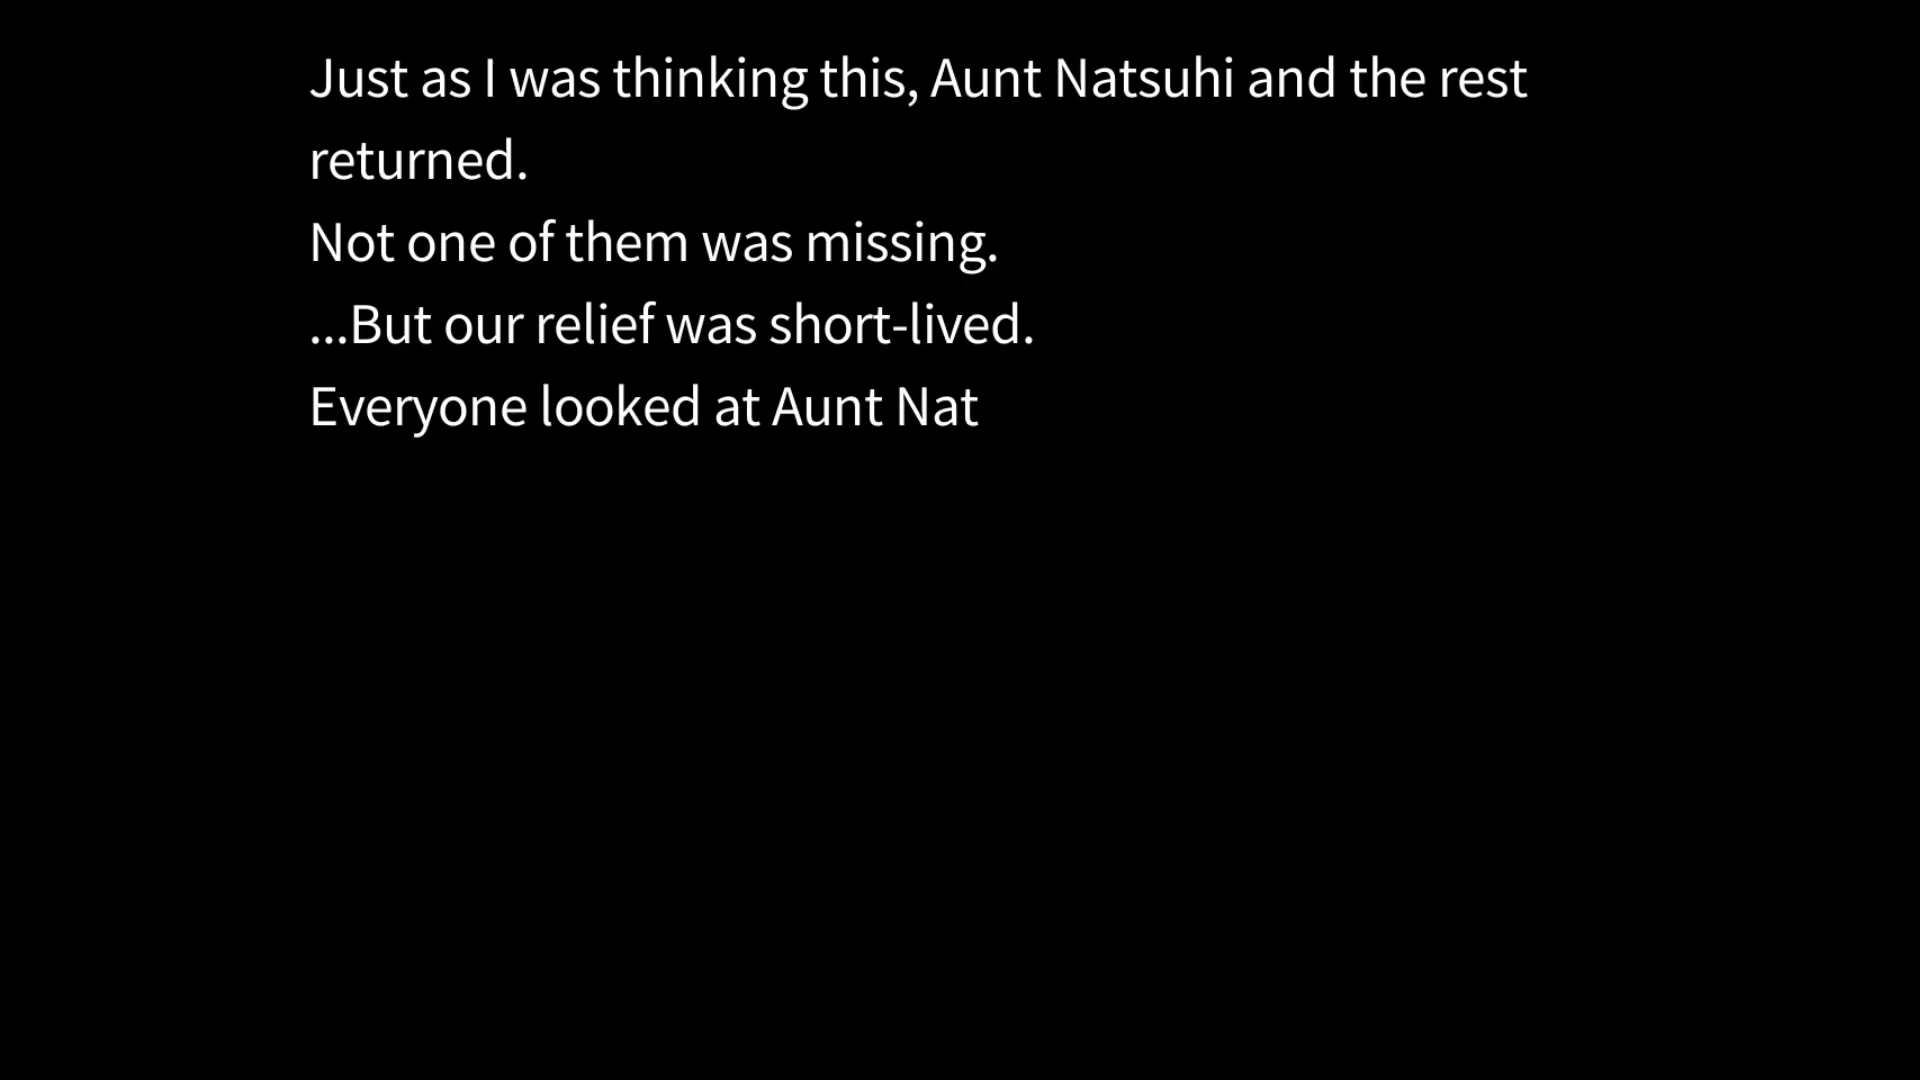 Just as I was thinking this, Aunt Natsuhi and the rest
returned.
Not one of them was missing.
...But our relief was short-lived.
Everyone looked at Aunt Nat